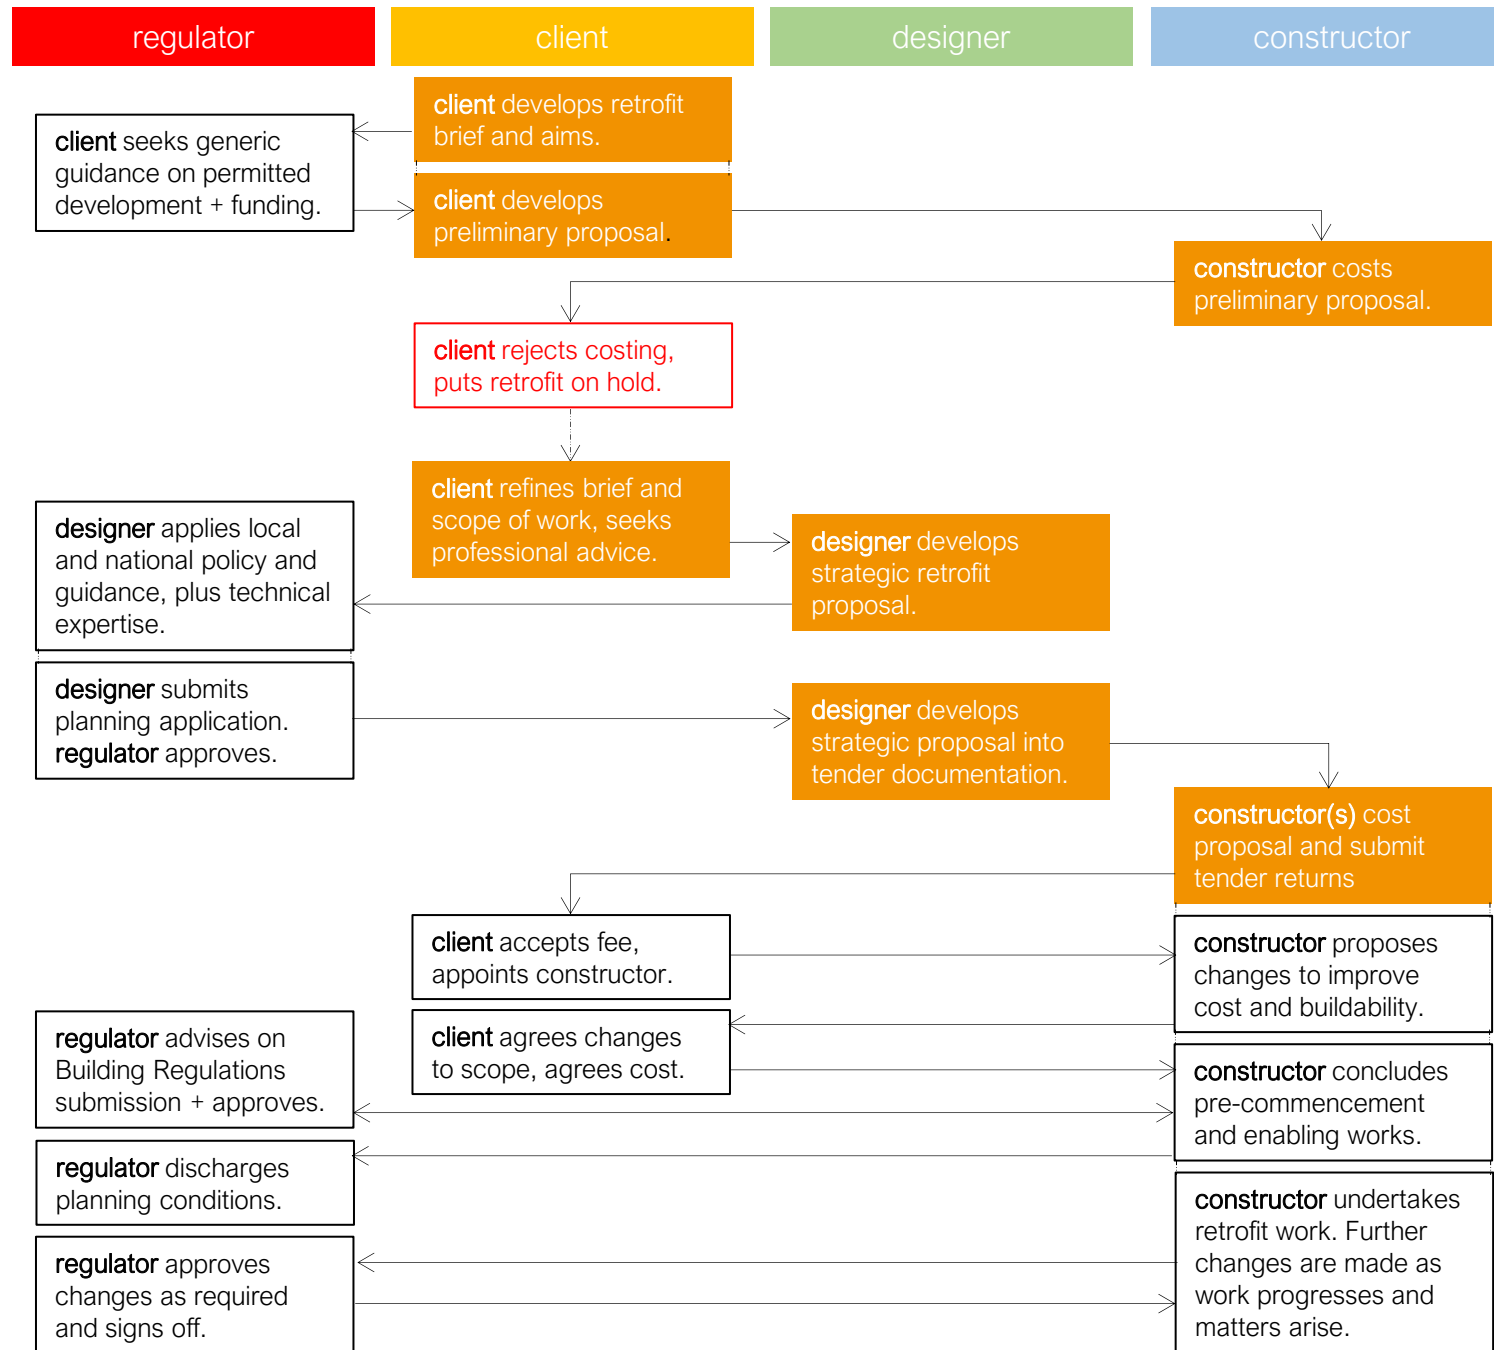 regulator
client
designer
constructor
client develops retrofit
brief and aims.
client seeks generic
guidance on permitted
development + funding.
client develops
preliminary proposal.
constructor costs
preliminary proposal.
client rejects costing,
puts retrofit on hold.
client refines brief and
scope of work, seeks
professional advice.
designer develops
strategic retrofit
proposal.
designer applies local
and national policy and
guidance, plus technical
expertise.
designer submits
planning application.
regulator approves.
designer develops
strategic proposal into
tender documentation.
constructor(s) cost
proposal and submit
tender returns
client accepts fee,
appoints constructor.
constructor proposes
changes to improve
cost and buildability.
client agrees changes
to scope, agrees cost.
regulator advises on
Building Regulations
submission + approves.
constructor concludes
pre-commencement
and enabling works.
regulator discharges
planning conditions.
constructor undertakes
retrofit work. Further
changes are made as
work progresses and
matters arise.
regulator approves
changes as required
and signs off.